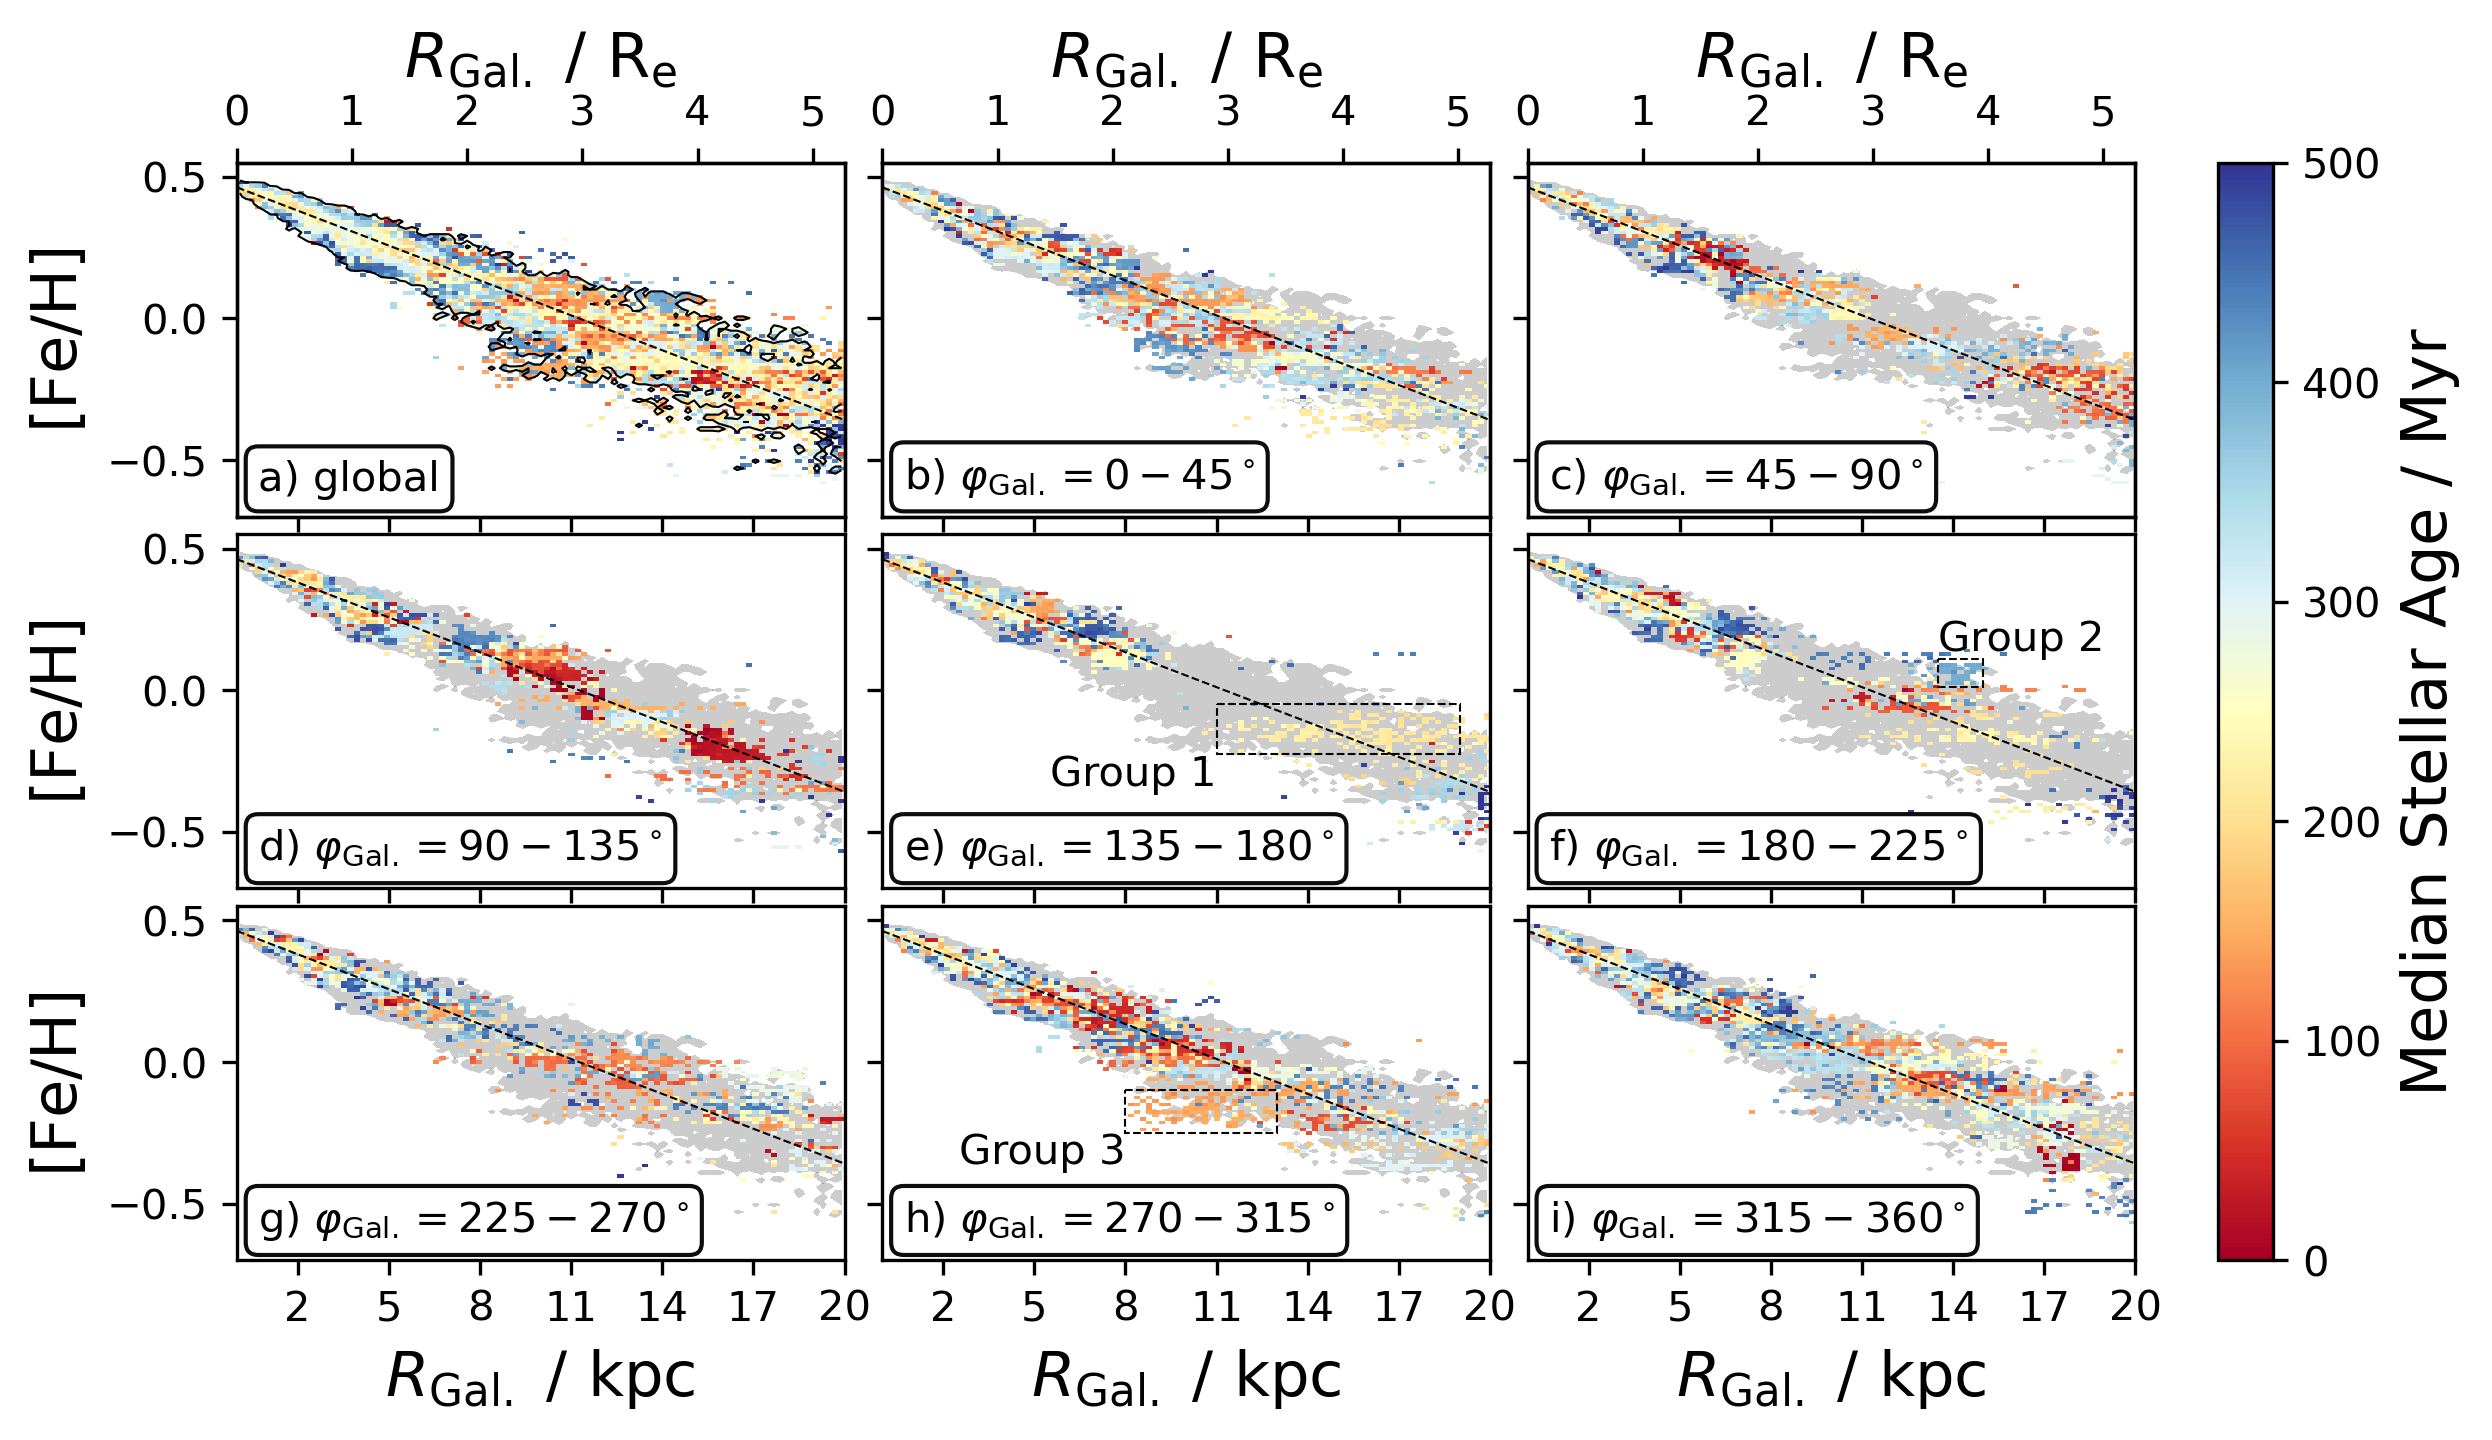 R_Gal. / R_e R_Gal. / R_e R_Gal. / R_e
0 1 2 3 4 5 0 1 2 3 4 5 0 1 2 3 4 5
[Fe/H] 0.5 0.0 −0.5
a) global
b) φ_Gal. = 0 − 45°
c) φ_Gal. = 45 − 90°
[Fe/H] 0.5 0.0 −0.5
d) φ_Gal. = 90 − 135°
Group 1
e) φ_Gal. = 135 − 180°
Group 2
f) φ_Gal. = 180 − 225°
[Fe/H] 0.5 0.0 −0.5
g) φ_Gal. = 225 − 270°
Group 3
h) φ_Gal. = 270 − 315°
i) φ_Gal. = 315 − 360°
2 5 8 11 14 17 20 2 5 8 11 14 17 20 2 5 8 11 14 17 20
R_Gal. / kpc R_Gal. / kpc R_Gal. / kpc
500
400
300
200
100
0
Median Stellar Age / Myr